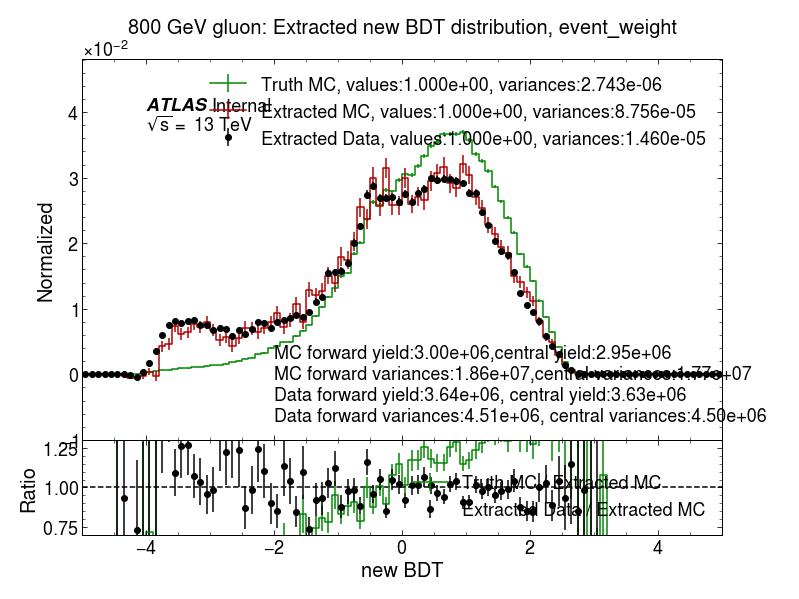 800 GeV gluon: Extracted new BDT distribution, event_weight
×10⁻²
Truth MC, values:1.000e+00, variances:2.743e-06
ATLAS Internal
Extracted MC, values:1.000e+00, variances:8.756e-05
√s = 13 TeV
Extracted Data, values:1.000e+00, variances:1.460e-05
4
3
2
1
0
Normalized
MC forward yield:3.00e+06,central yield:2.95e+06
MC forward variances:1.86e+07,central variances:1.77e+07
Data forward yield:3.64e+06, central yield:3.63e+06
Data forward variances:4.51e+06, central variances:4.50e+06
−1
1.25
1.00
0.75
Ratio
Truth MC / Extracted MC
Extracted Data / Extracted MC
−4 −2 0 2 4
new BDT